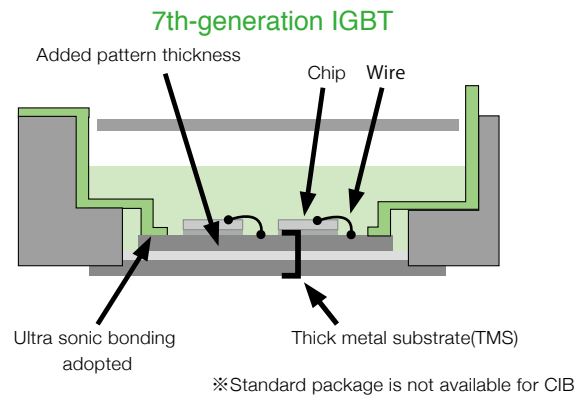 7th-generation IGBT
Added pattern thickness
Chip
Wire
Ultra sonic bonding
adopted
Thick metal substrate(TMS)
※Standard package is not available for CIB